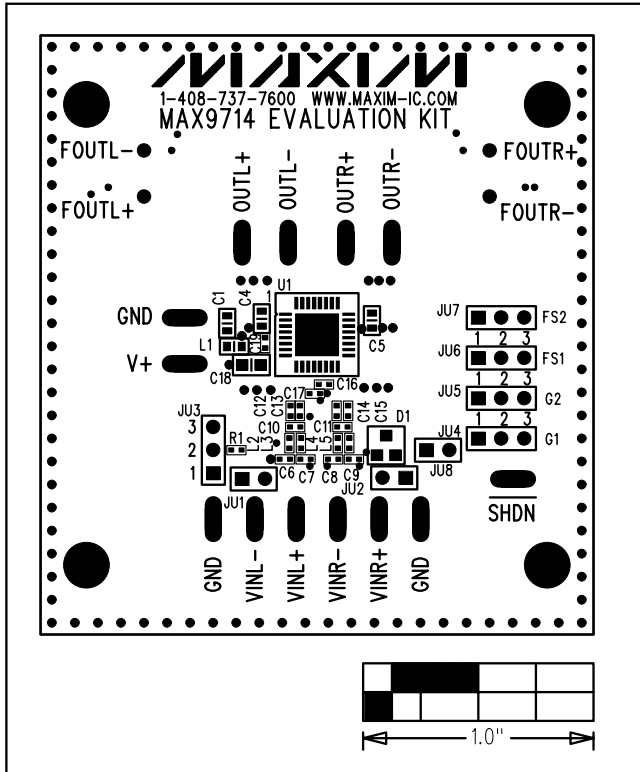 MAXIM
1-408-737-7600 WWW.MAXIM-IC.COM
MAX9714 EVALUATION KIT
FOUTL-
FOUTR+
FOUTL+
FOUTR-
OUTL+
OUTL-
OUTR+
OUTR-
U1
C1
C4
1
GND
L1
C19
C5
V+
C18
JU7
FS2
1 2 3
JU6
FS1
1 2 3
JU5
G2
1 2 3
JU4
G1
C16
C17
C12
C13
C14
C15
D1
JU3
3
2
1
R1
C10
C11
L2
L3
L4
L5
C6
C7
C8
C9
JU1
JU2
JU8
SHDN
GND
VINL-
VINL+
VINR-
VINR+
GND
1.0"